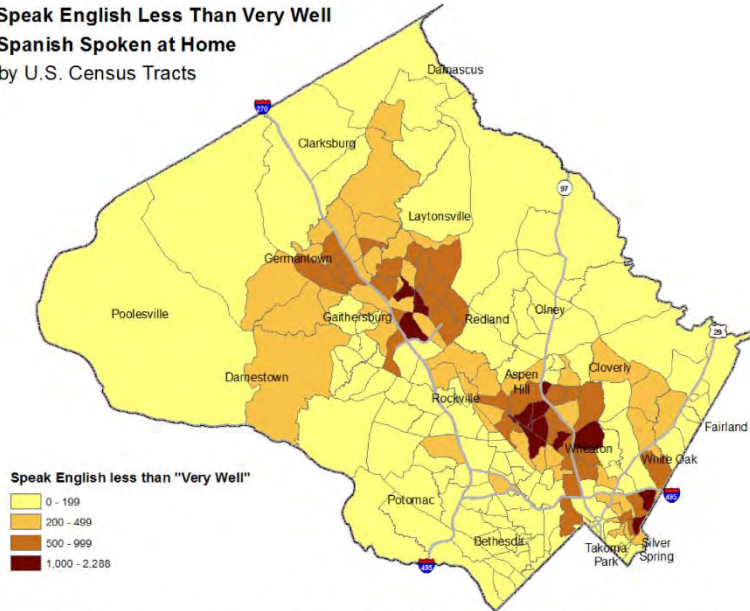 Speak English Less Than Very Well
Spanish Spoken at Home
by U.S. Census Tracts
Damascus
270
Clarksburg
97
Laytonsville
Germantown
Poolesville
Gaithersburg
Redland
Olney
29
Darnestown
Aspen
Hill
Cloverly
Rockville
Fairland
Wheaton
White Oak
Speak English less than "Very Well"
0 - 199
200 - 499
500 - 999
1,000 - 2,288
Potomac
495
Bethesda
Takoma
Park
Silver
Spring
495